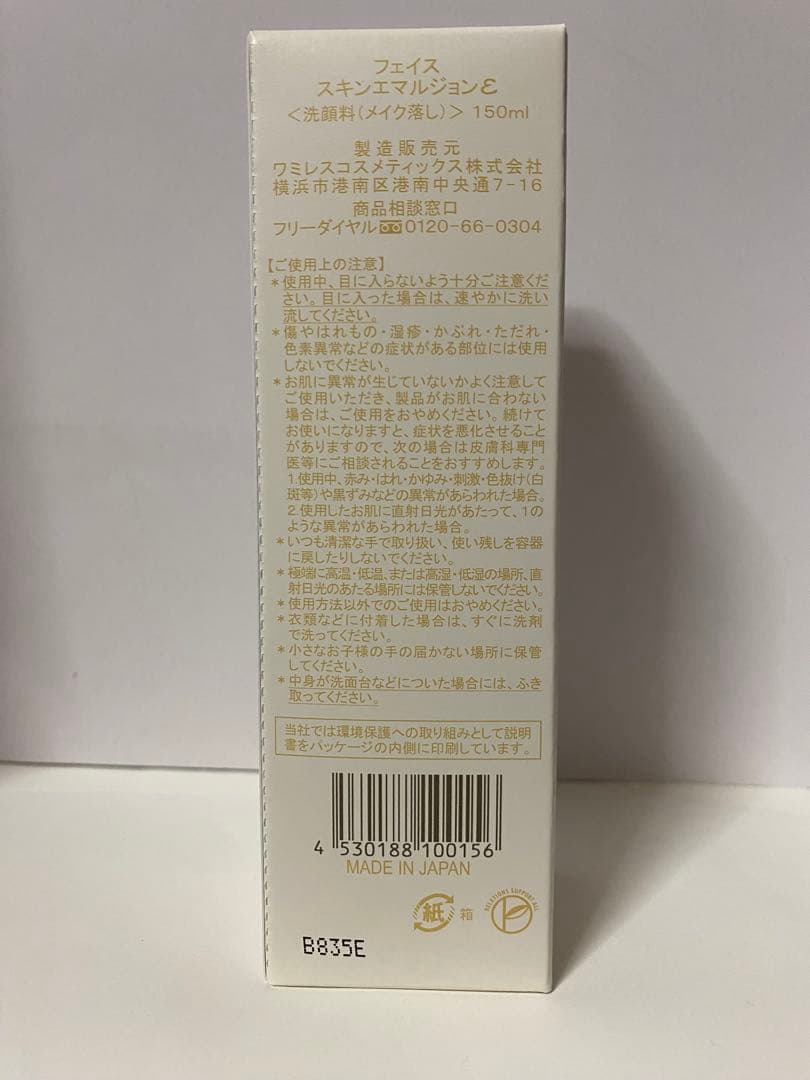 フェイス
スキンエマルジョンε
＜洗顔料（メイク落し）＞ 150ml
製造販売元
ワミレスコスメティックス株式会社
横浜市港南区港南中央通7-16
商品相談窓口
フリーダイヤル 0120-66-0304
【ご使用上の注意】
＊使用中、目に入らないよう十分ご注意くだ
さい。目に入った場合は、速やかに洗い
流してください。
＊傷やはれもの・湿疹・かぶれ・ただれ・
色素異常などの症状がある部位には使用
しないでください。
＊お肌に異常が生じていないかよく注意して
ご使用いただき、製品がお肌に合わない
場合は、ご使用をおやめください。続けて
お使いになりますと、症状を悪化させること
がありますので、次の場合は皮膚科専門
医等にご相談されることをおすすめします。
1.使用中、赤み・はれ・かゆみ・刺激・色抜け（白
斑等）や黒ずみなどの異常があらわれた場合。
2.使用したお肌に直射日光があたって、1の
ような異常があらわれた場合。
＊いつも清潔な手で取り扱い、使い残しを容器
に戻したりしないでください。
＊極端に高温・低温、または高湿・低湿の場所、直
射日光のあたる場所には保管しないでください。
＊使用方法以外でのご使用はおやめください。
＊衣類などに付着した場合は、すぐに洗剤
で洗ってください。
＊小さなお子様の手の届かない場所に保管
してください。
＊中身が洗面台などについた場合には、ふき
取ってください。
当社では環境保護への取り組みとして説明
書をパッケージの内側に印刷しています。
4 530188 100156
MADE IN JAPAN
紙 箱
RELATIONS SUPPORT ALL
B835E